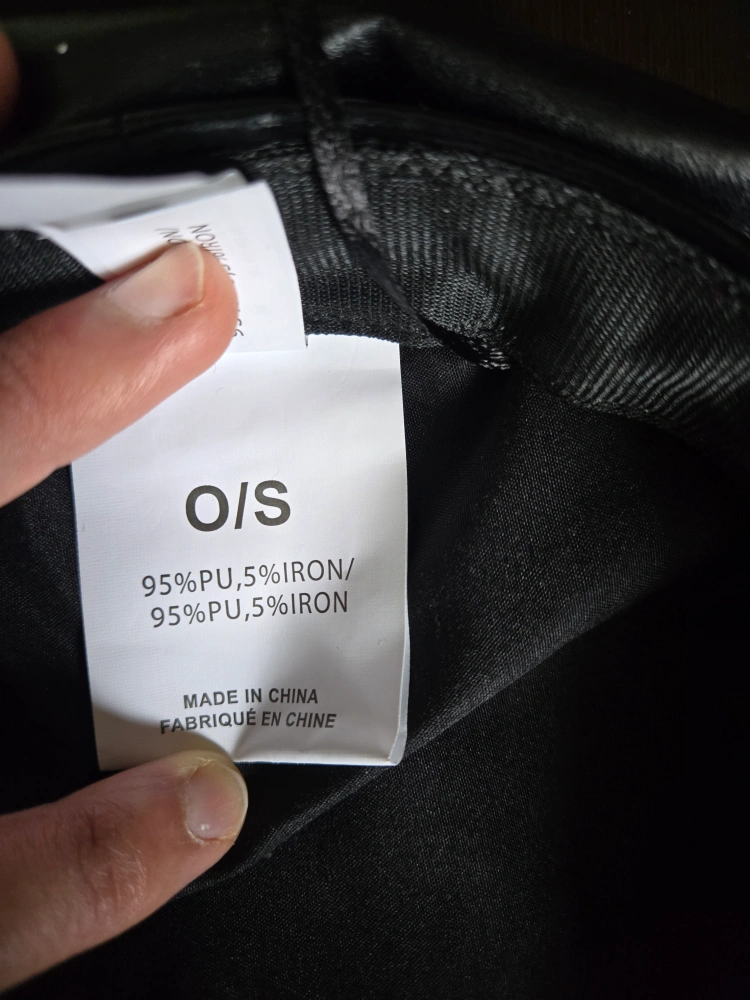 O/S
95%PU,5%IRON/
95%PU,5%IRON
MADE IN CHINA
FABRIQUÉ EN CHINE